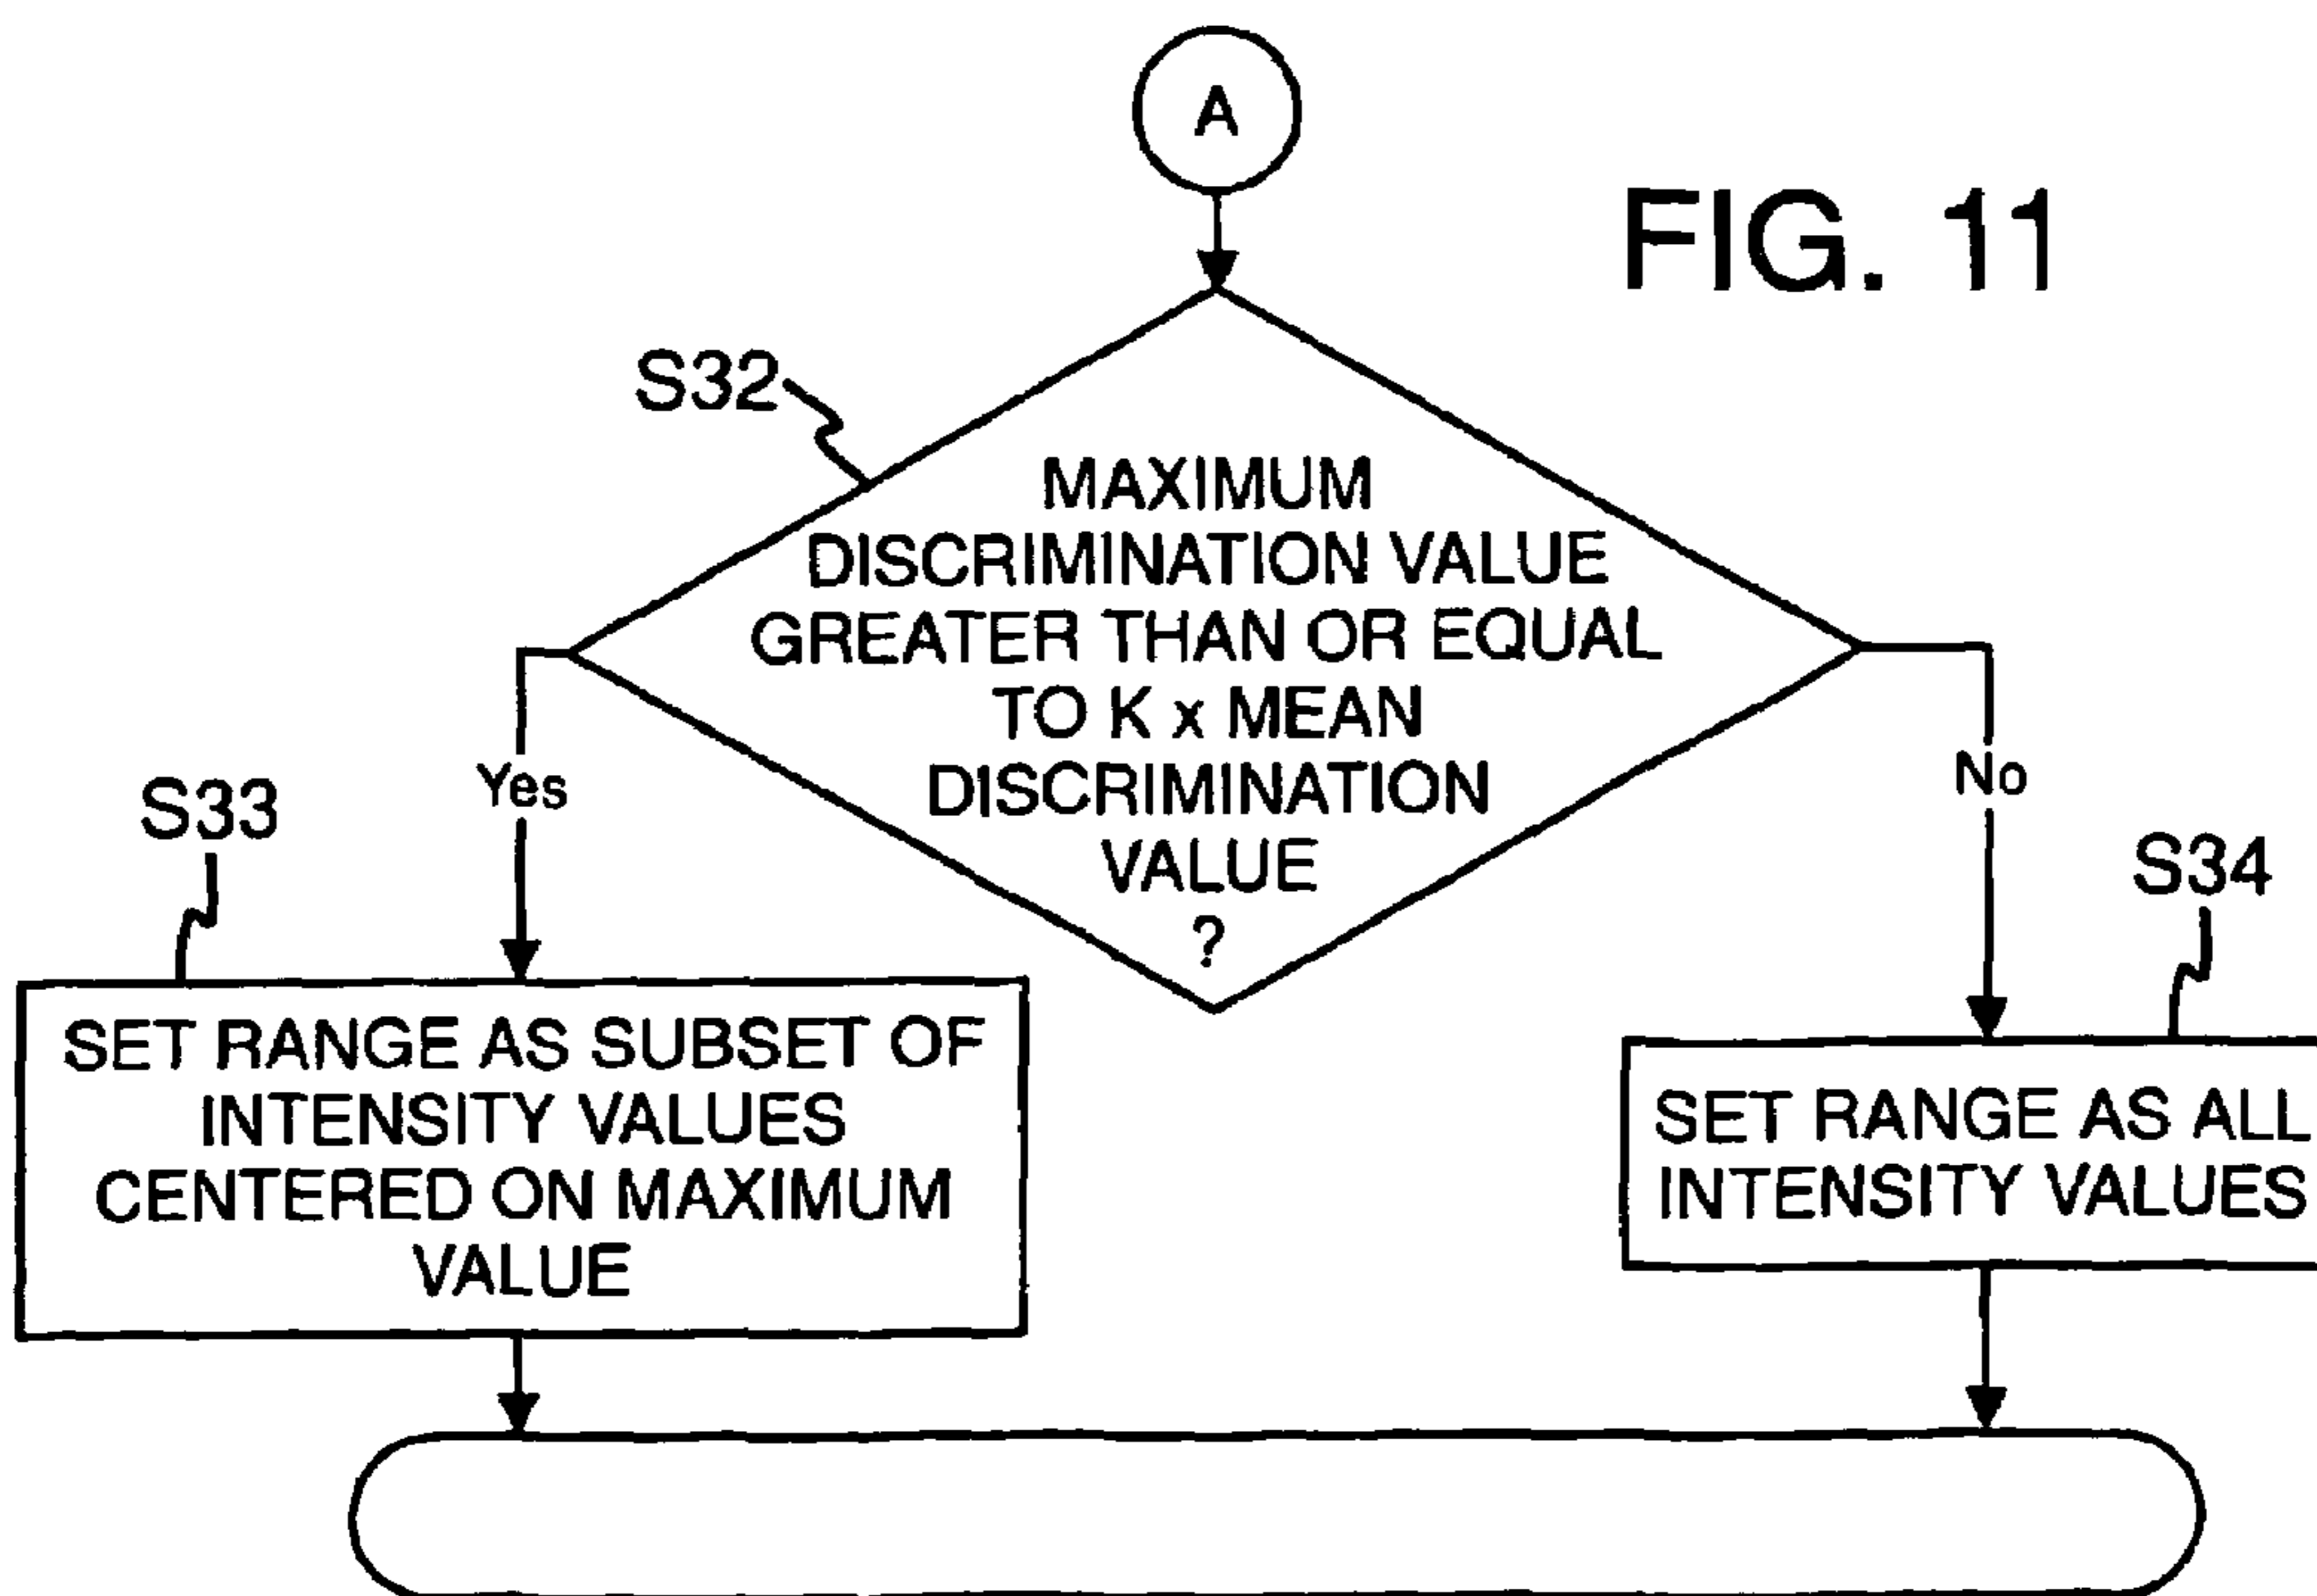 A
FIG. 11
S32
MAXIMUM
DISCRIMINATION VALUE
GREATER THAN OR EQUAL
TO K x MEAN
DISCRIMINATION
VALUE
?
Yes
No
S33
S34
SET RANGE AS SUBSET OF
INTENSITY VALUES
CENTERED ON MAXIMUM
VALUE
SET RANGE AS ALL
INTENSITY VALUES